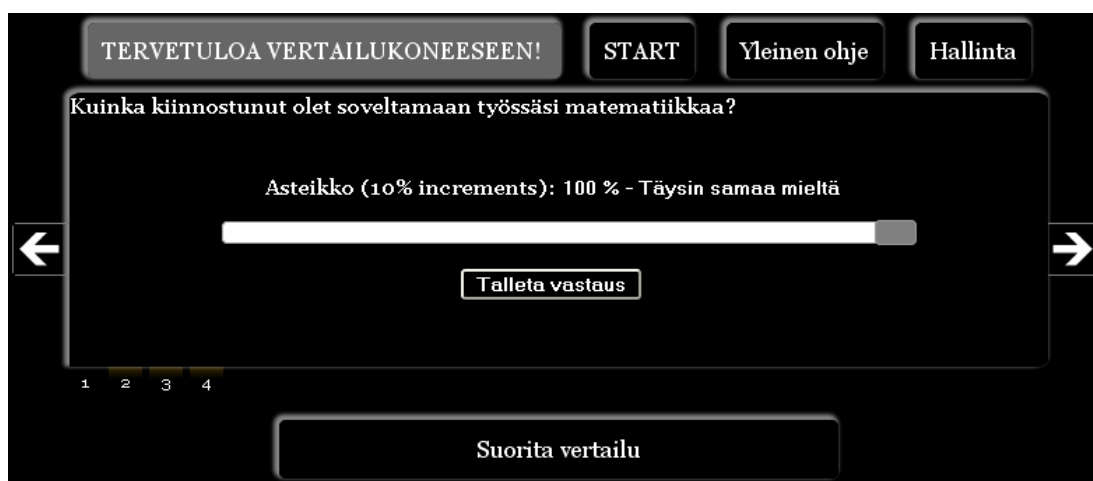 TERVETULOA VERTAILUKONEESEEN! START Yleinen ohje Hallinta
Kuinka kiinnostunut olet soveltamaan työssäsi matematiikkaa?
Asteikko (10% increments): 100 % - Täysin samaa mieltä
Talleta vastaus
1 2 3 4
Suorita vertailu